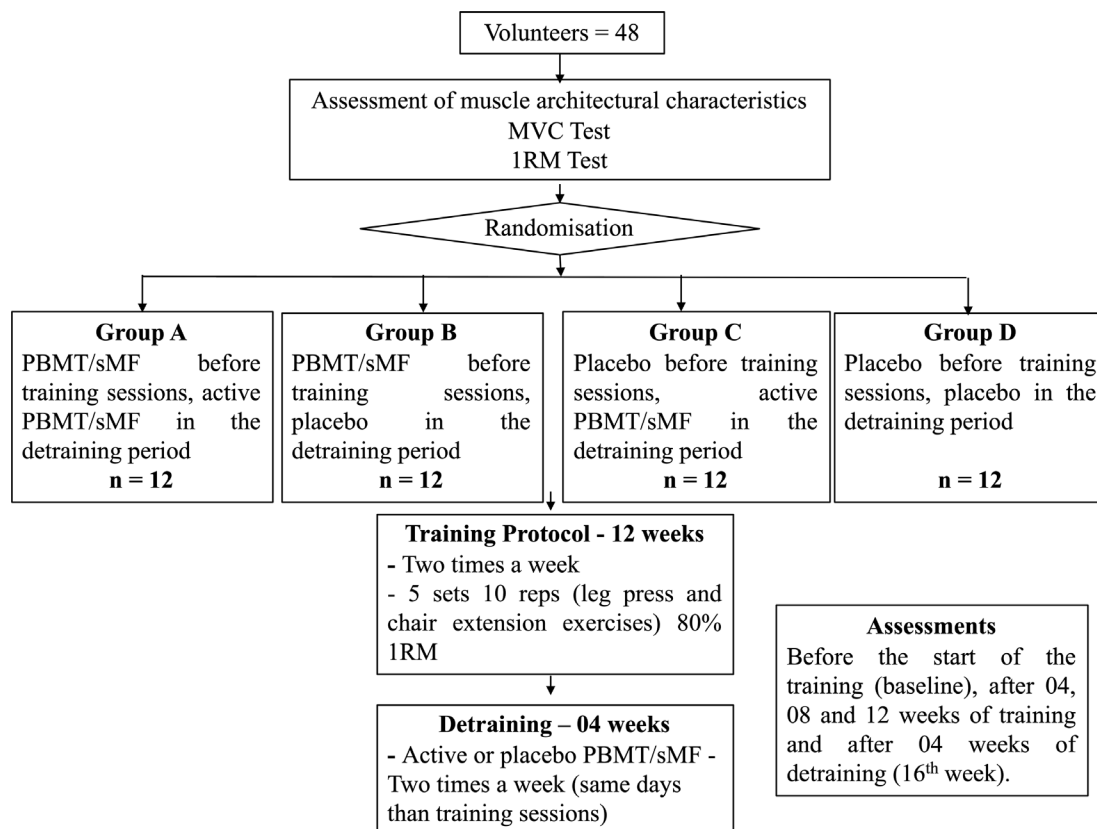 Volunteers = 48
Assessment of muscle architectural characteristics
MVC Test
1RM Test
Randomisation
Group A
PBMT/sMF before
training sessions, active
PBMT/sMF in the
detraining period
n = 12
Group B
PBMT/sMF before
training sessions,
placebo in the
detraining period
n = 12
Group C
Placebo before training
sessions, active
PBMT/sMF in the
detraining period
n = 12
Group D
Placebo before training
sessions, placebo in the
detraining period
n = 12
Training Protocol - 12 weeks
- Two times a week
- 5 sets 10 reps (leg press and
chair extension exercises) 80%
1RM
Detraining – 04 weeks
- Active or placebo PBMT/sMF -
Two times a week (same days
than training sessions)
Assessments
Before the start of the
training (baseline), after 04,
08 and 12 weeks of training
and after 04 weeks of
detraining (16th week).